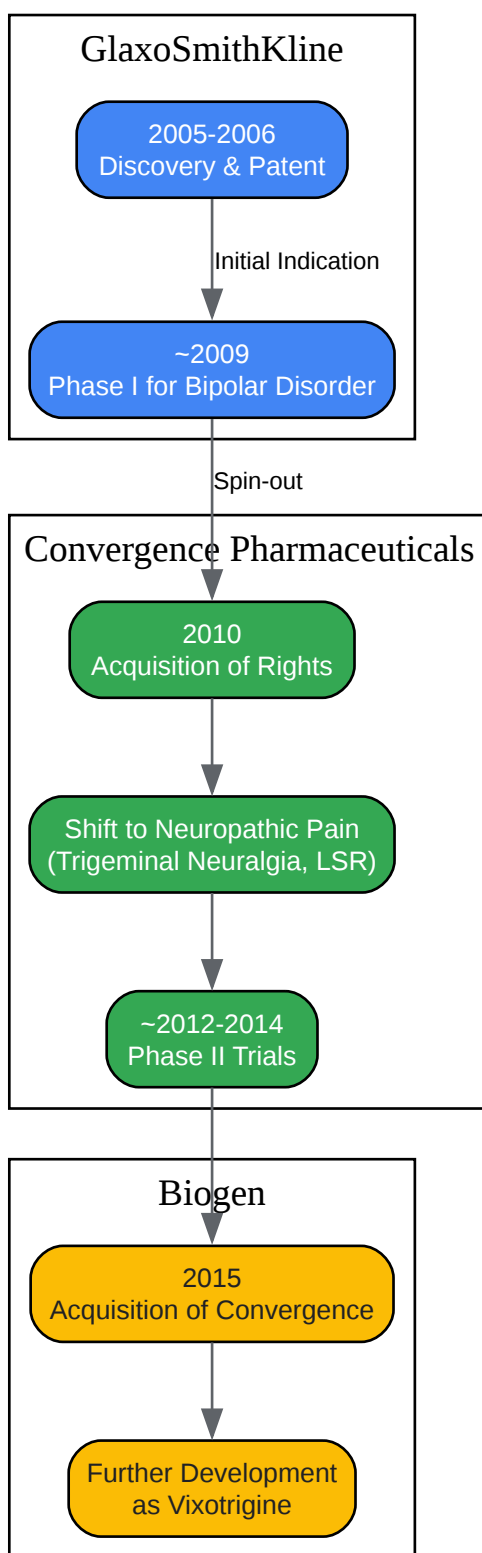 GlaxoSmithKline
2005-2006
Discovery & Patent
Initial Indication
~2009
Phase I for Bipolar Disorder
Spin-out
Convergence Pharmaceuticals
2010
Acquisition of Rights
Shift to Neuropathic Pain
(Trigeminal Neuralgia, LSR)
~2012-2014
Phase II Trials
Biogen
2015
Acquisition of Convergence
Further Development
as Vixotrigine